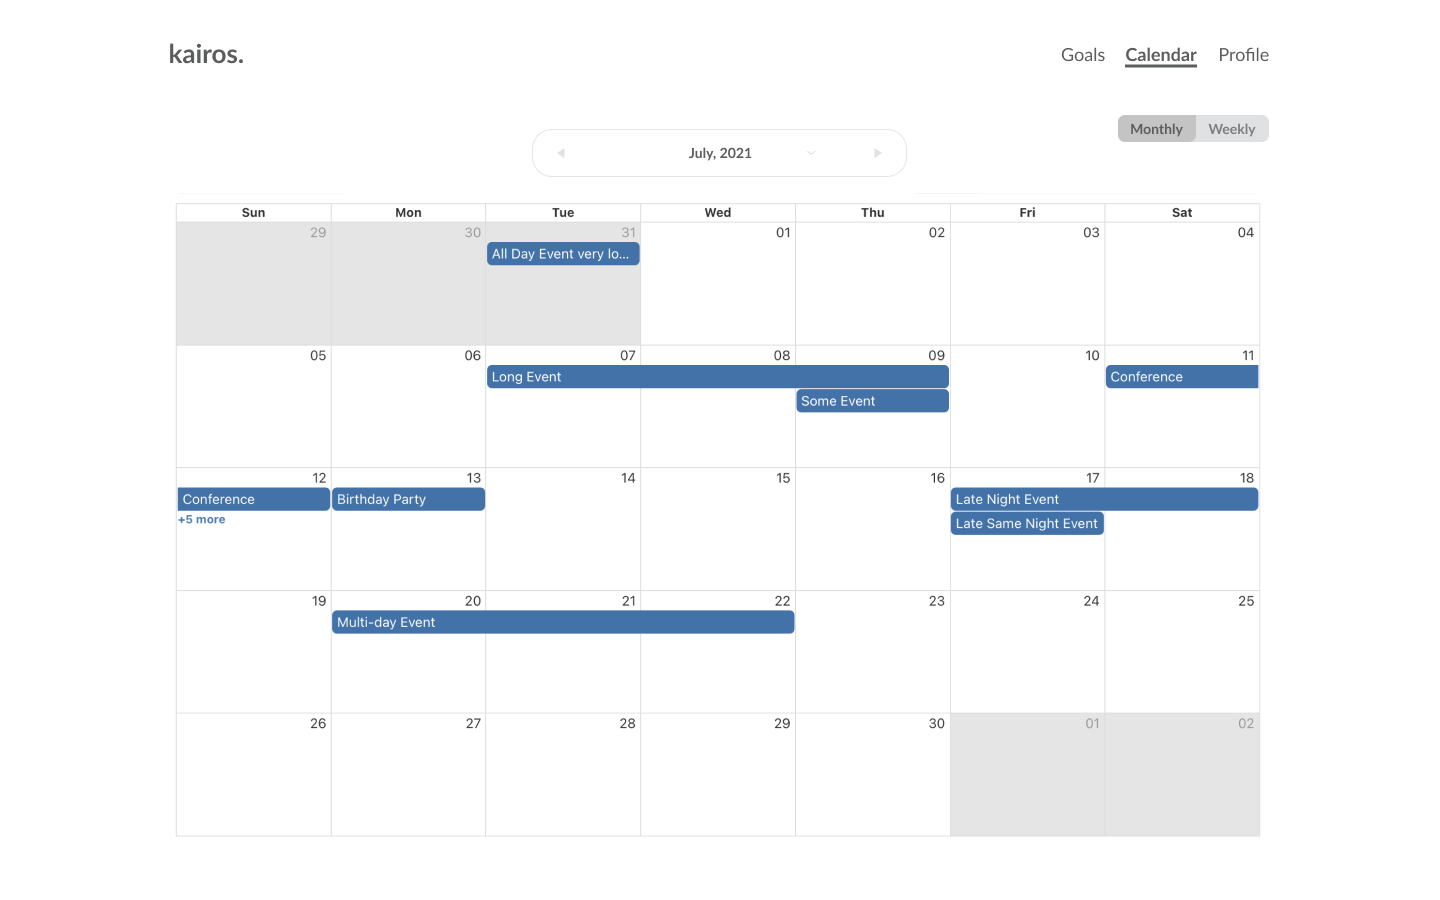 kairos.
Goals Calendar Profile
Monthly Weekly
July, 2021
Sun Mon Tue Wed Thu Fri Sat
29 30 31 01 02 03 04
All Day Event very lo...
05 06 07 08 09 10 11
Long Event Conference
Some Event
12 13 14 15 16 17 18
Conference Birthday Party Late Night Event
+5 more Late Same Night Event
19 20 21 22 23 24 25
Multi-day Event
26 27 28 29 30 01 02